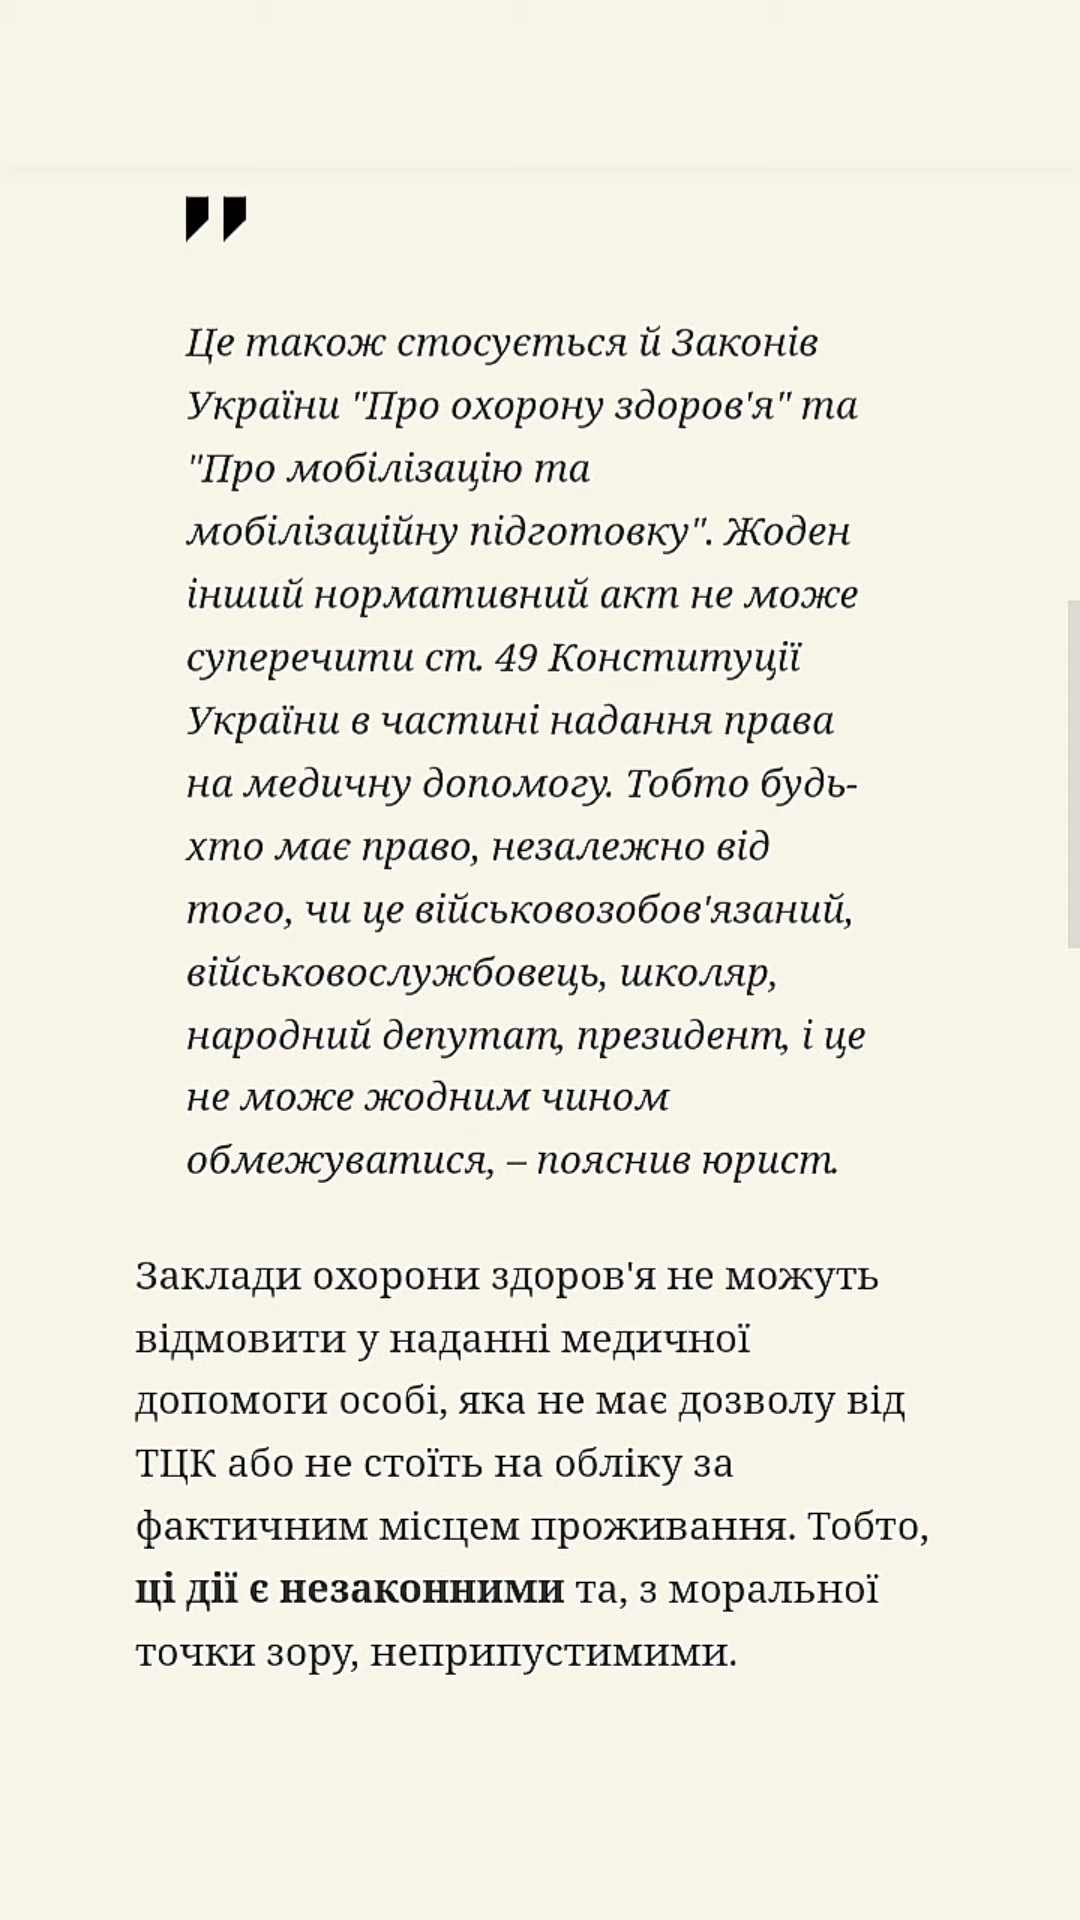 Це також стосується й Законів
України "Про охорону здоров'я" та
"Про мобілізацію та
мобілізаційну підготовку". Жоден
інший нормативний акт не може
суперечити ст. 49 Конституції
України в частині надання права
на медичну допомогу. Тобто будь-
хто має право, незалежно від
того, чи це військовозобов'язаний,
військовослужбовець, школяр,
народний депутат, президент, і це
не може жодним чином
обмежуватися, – пояснив юрист.
Заклади охорони здоров'я не можуть
відмовити у наданні медичної
допомоги особі, яка не має дозволу від
ТЦК або не стоїть на обліку за
фактичним місцем проживання. Тобто,
ці дії є незаконними та, з моральної
точки зору, неприпустимими.